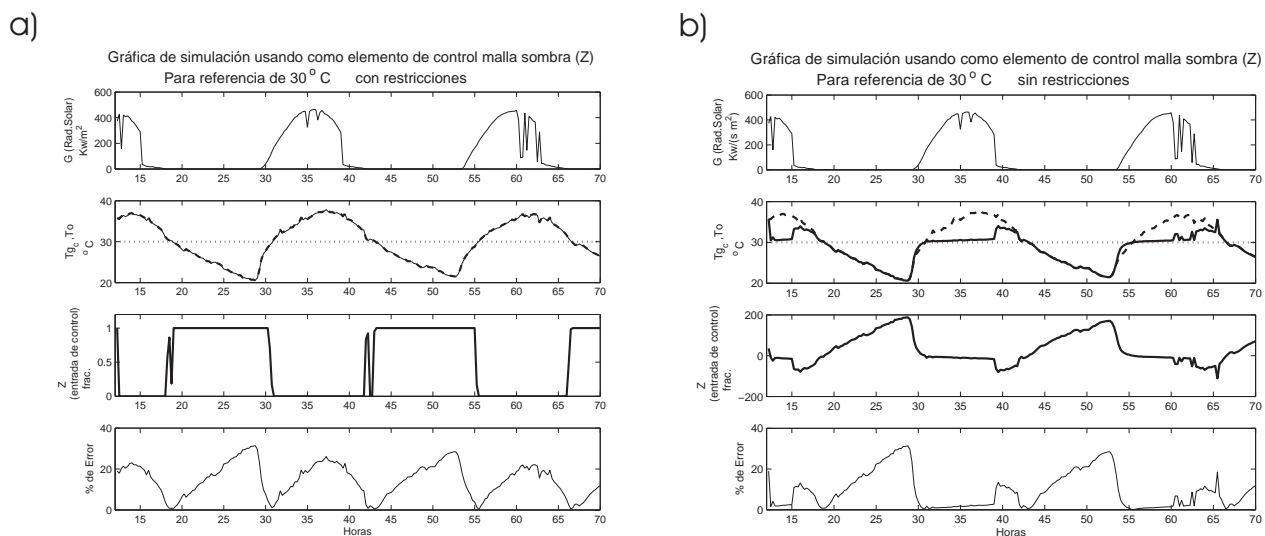 a)
Gráfica de simulación usando como elemento de control malla sombra (Z)
Para referencia de 30 o C con restricciones
G (Rad.Solar)
Kw/m2
600
400
200
0
15 20 25 30 35 40 45 50 55 60 65 70
Tgc,To
o C
40
30
20
15 20 25 30 35 40 45 50 55 60 65 70
Z
(entrada de control)
frac.
1
0.5
0
15 20 25 30 35 40 45 50 55 60 65 70
% de Error
40
20
0
15 20 25 30 35 40 45 50 55 60 65 70
Horas
b)
Gráfica de simulación usando como elemento de control malla sombra (Z)
Para referencia de 30 o C sin restricciones
G (Rad.Solar)
Kw/(s m2)
600
400
200
0
15 20 25 30 35 40 45 50 55 60 65 70
Tgc,To
o C
40
30
20
15 20 25 30 35 40 45 50 55 60 65 70
Z
(entrada de control)
frac.
200
0
−200
15 20 25 30 35 40 45 50 55 60 65 70
% de Error
40
20
0
15 20 25 30 35 40 45 50 55 60 65 70
Horas